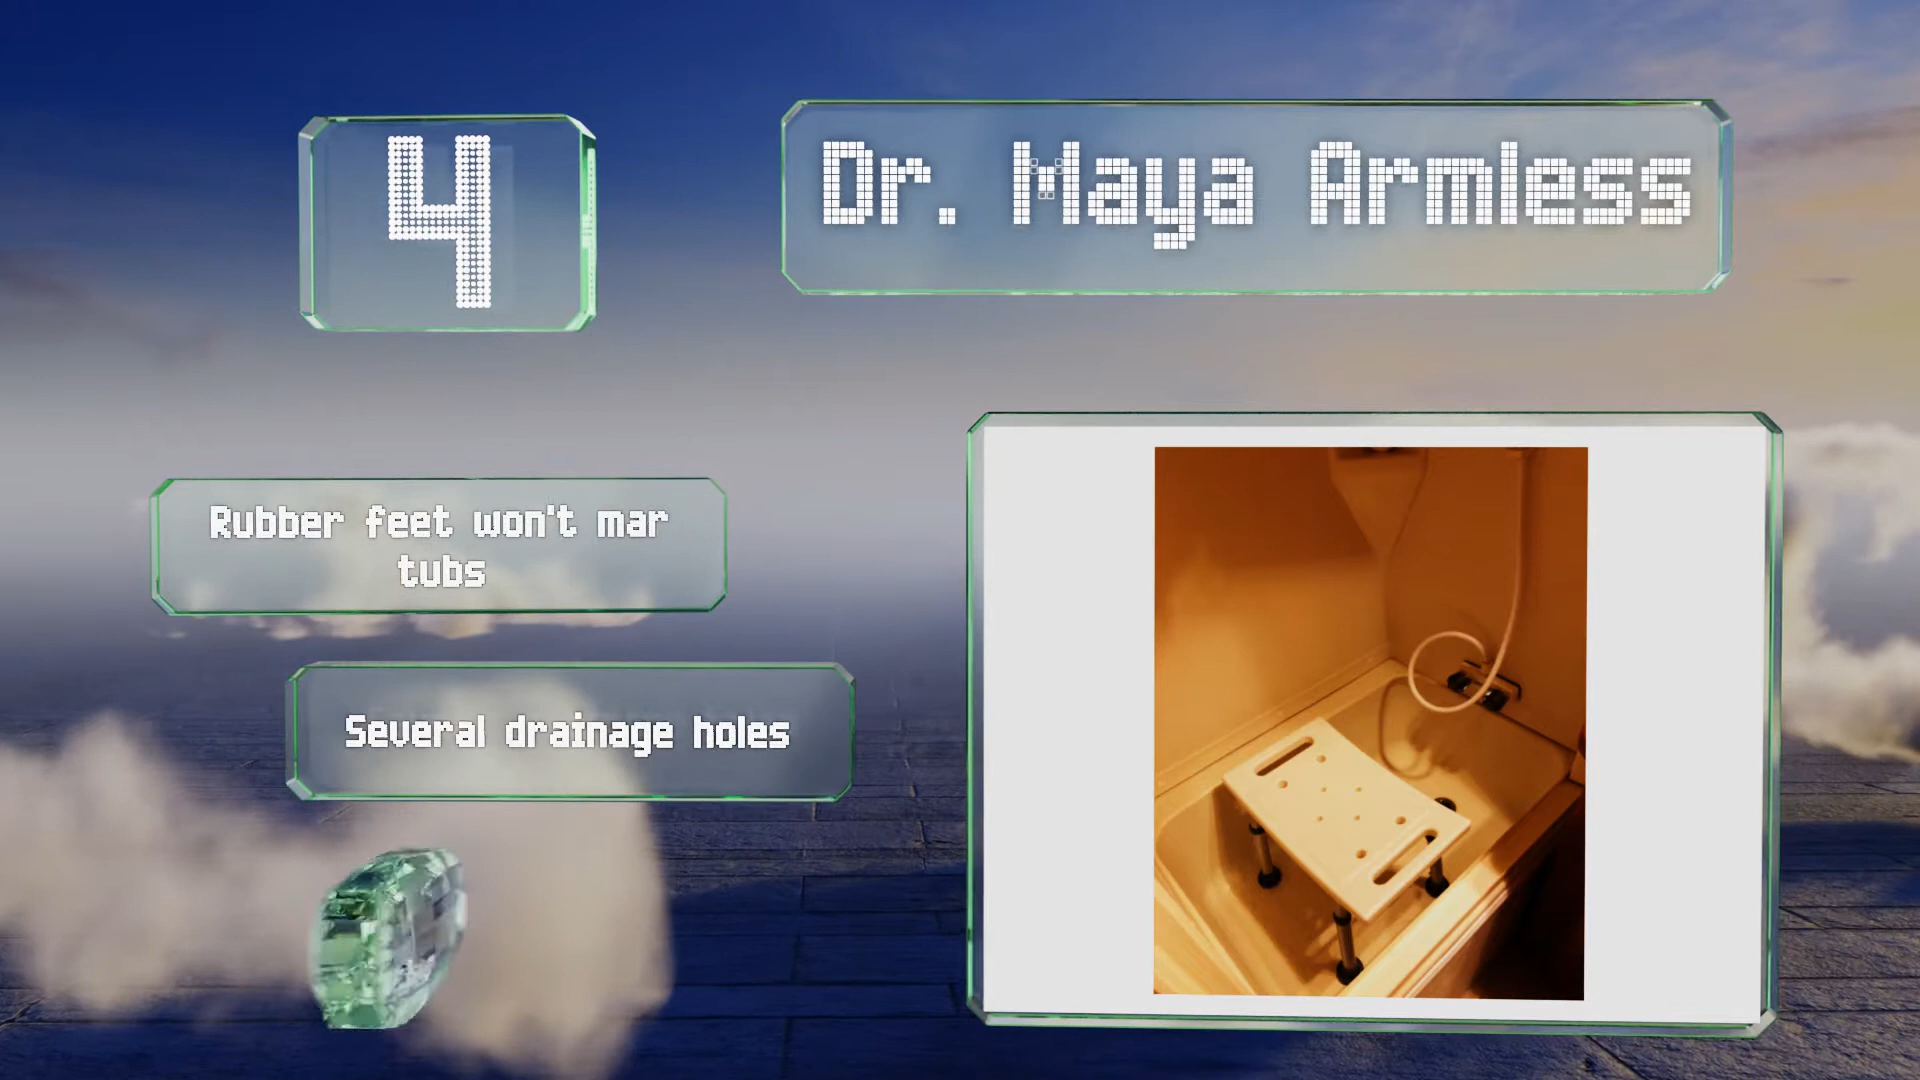 4
Dr. Maya Armless
Rubber feet won't mar
tubs
Several drainage holes